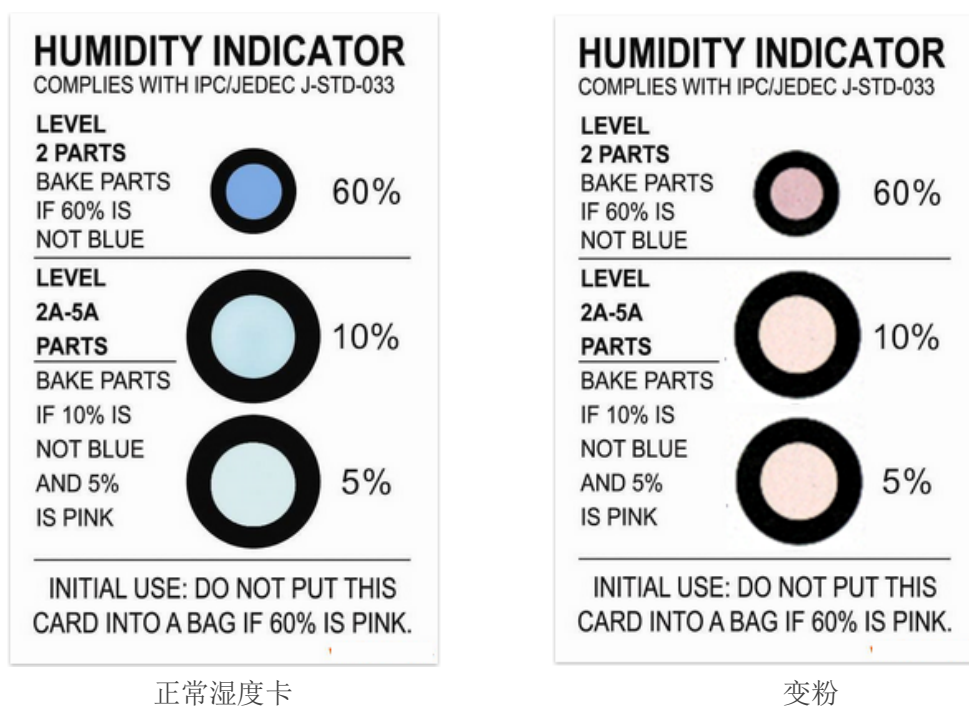 HUMIDITY INDICATOR
COMPLIES WITH IPC/JEDEC J-STD-033
LEVEL
2 PARTS
BAKE PARTS
IF 60% IS
NOT BLUE
60%
LEVEL
2A-5A
PARTS
BAKE PARTS
IF 10% IS
NOT BLUE
AND 5%
IS PINK
10%
5%
INITIAL USE: DO NOT PUT THIS
CARD INTO A BAG IF 60% IS PINK.
正常湿度卡
HUMIDITY INDICATOR
COMPLIES WITH IPC/JEDEC J-STD-033
LEVEL
2 PARTS
BAKE PARTS
IF 60% IS
NOT BLUE
60%
LEVEL
2A-5A
PARTS
BAKE PARTS
IF 10% IS
NOT BLUE
AND 5%
IS PINK
10%
5%
INITIAL USE: DO NOT PUT THIS
CARD INTO A BAG IF 60% IS PINK.
变粉